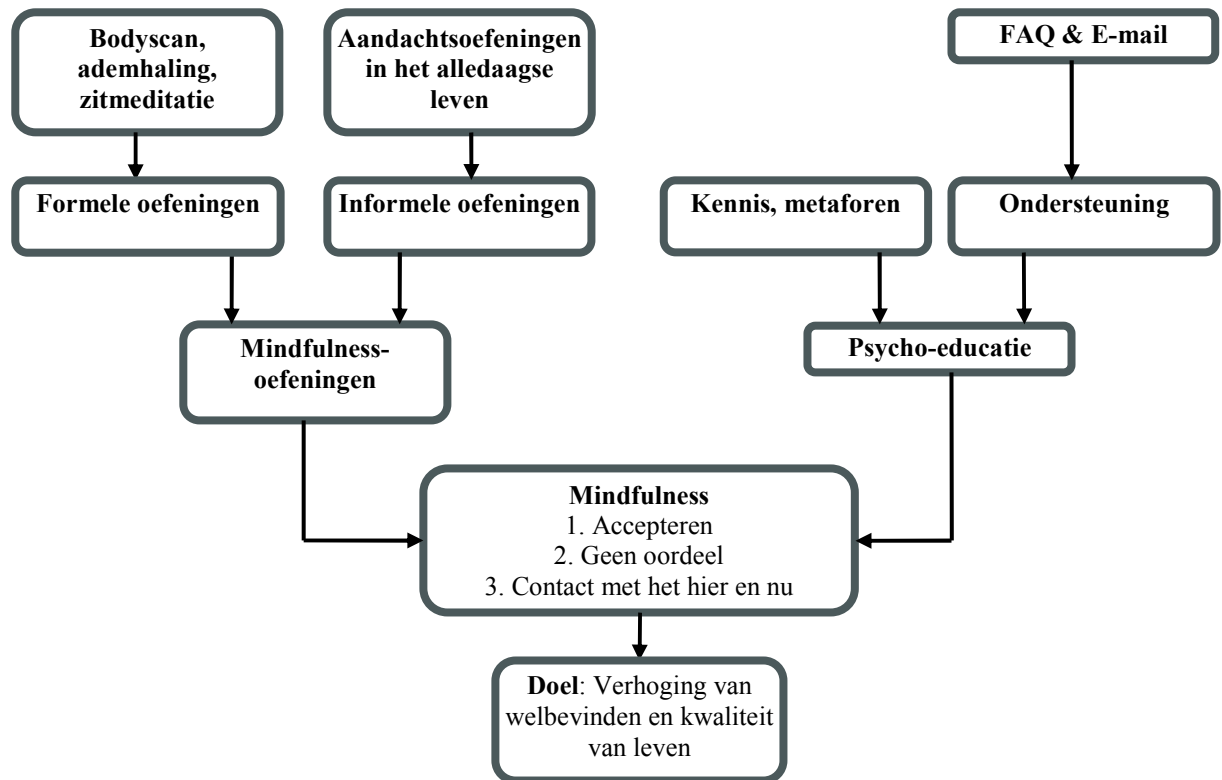 Bodyscan,
ademhaling,
zitmeditatie
Aandachtsoefeningen
in het alledaagse
leven
FAQ & E-mail
Formele oefeningen
Informele oefeningen
Kennis, metaforen
Ondersteuning
Mindfulness-
oefeningen
Psycho-educatie
Mindfulness
1. Accepteren
2. Geen oordeel
3. Contact met het hier en nu
Doel: Verhoging van
welbevinden en kwaliteit
van leven